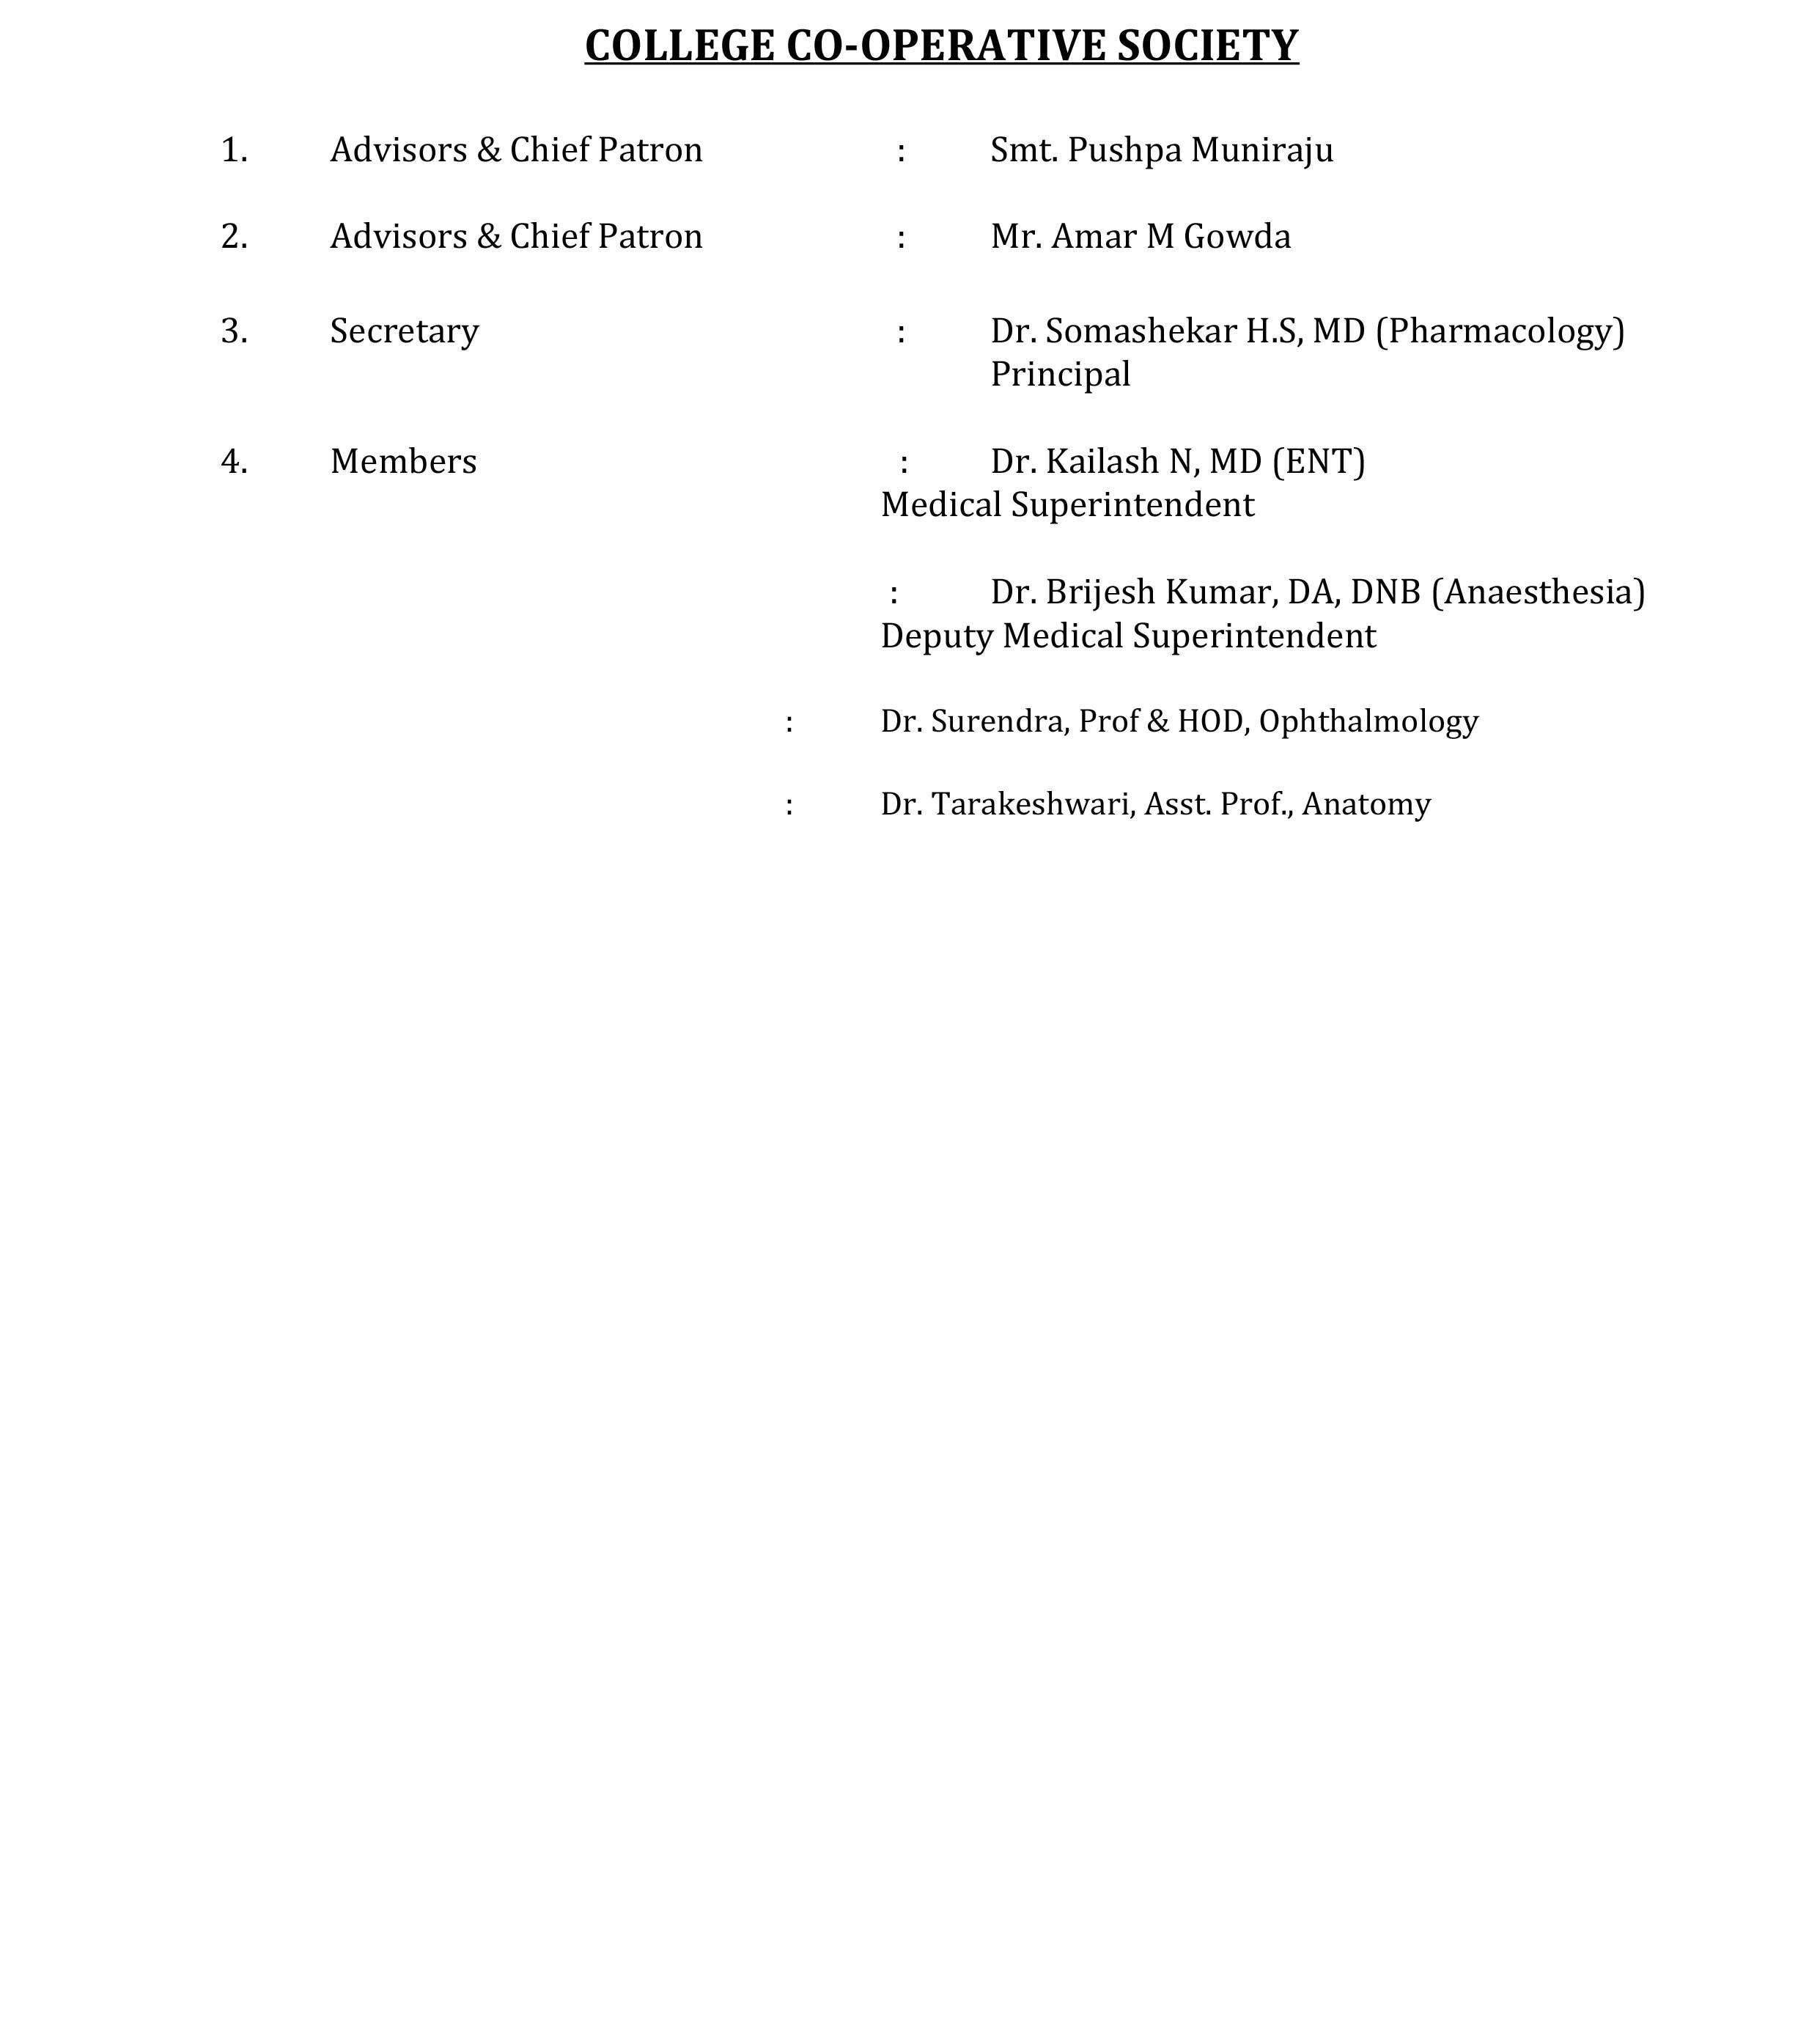 COLLEGE CO-OPERATIVE SOCIETY
1. Advisors & Chief Patron : Smt. Pushpa Muniraju
2. Advisors & Chief Patron : Mr. Amar M Gowda
3. Secretary : Dr. Somashekar H.S, MD (Pharmacology)
Principal
4. Members : Dr. Kailash N, MD (ENT)
Medical Superintendent
: Dr. Brijesh Kumar, DA, DNB (Anaesthesia)
Deputy Medical Superintendent
: Dr. Surendra, Prof & HOD, Ophthalmology
: Dr. Tarakeshwari, Asst. Prof., Anatomy